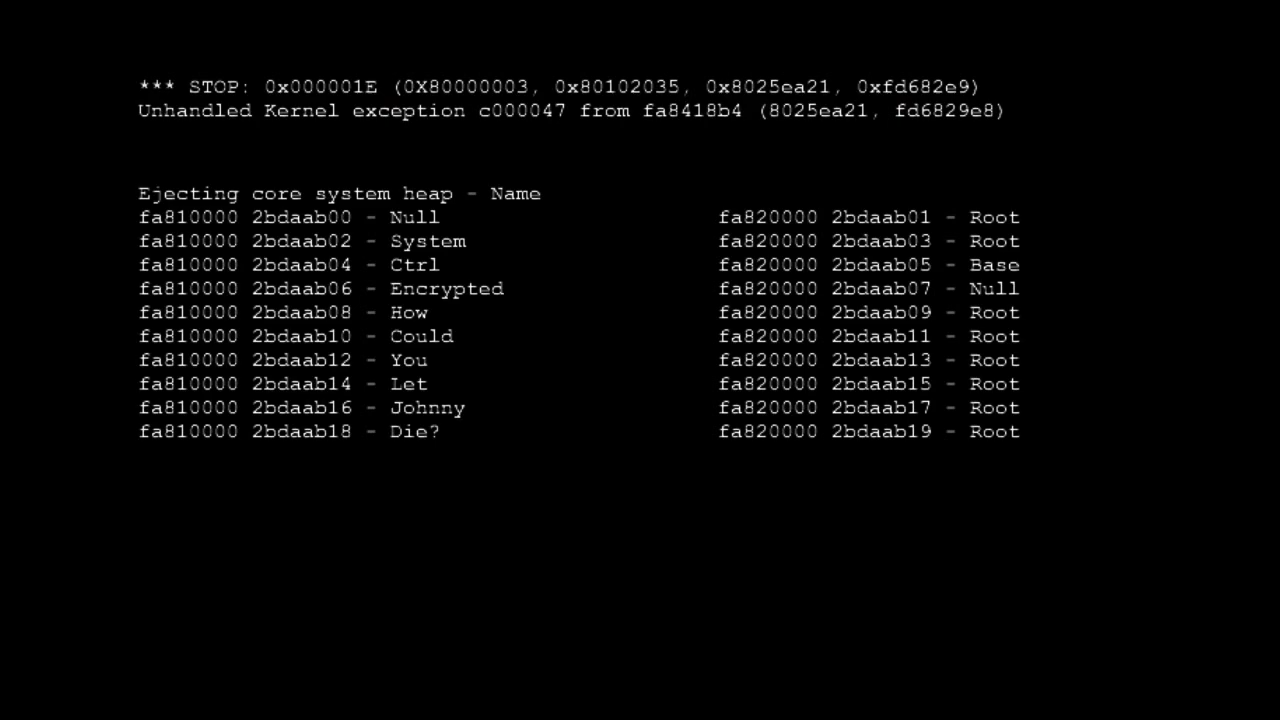 *** STOP: 0x000001E (0X80000003, 0x80102035, 0x8025ea21, 0xfd682e9)
Unhandled Kernel exception c000047 from fa8418b4 (8025ea21, fd6829e8)
Ejecting core system heap - Name
fa810000 2bdaab00 - Null fa820000 2bdaab01 - Root
fa810000 2bdaab02 - System fa820000 2bdaab03 - Root
fa810000 2bdaab04 - Ctrl fa820000 2bdaab05 - Base
fa810000 2bdaab06 - Encrypted fa820000 2bdaab07 - Null
fa810000 2bdaab08 - How fa820000 2bdaab09 - Root
fa810000 2bdaab10 - Could fa820000 2bdaab11 - Root
fa810000 2bdaab12 - You fa820000 2bdaab13 - Root
fa810000 2bdaab14 - Let fa820000 2bdaab15 - Root
fa810000 2bdaab16 - Johnny fa820000 2bdaab17 - Root
fa810000 2bdaab18 - Die? fa820000 2bdaab19 - Root